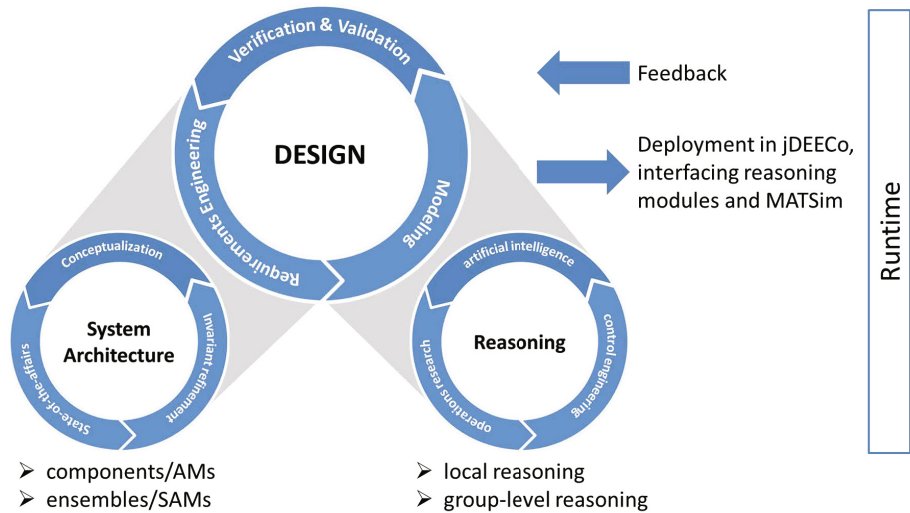 Verification & Validation
Requirements Engineering
DESIGN
Modeling
Feedback
Deployment in jDEECo,
interfacing reasoning
modules and MATSim
Runtime
Conceptualization
State-of-the-affairs
System
Architecture
Invariant refinement
artificial intelligence
operations research
Reasoning
control engineering
➢ components/AMs
➢ ensembles/SAMs
➢ local reasoning
➢ group-level reasoning